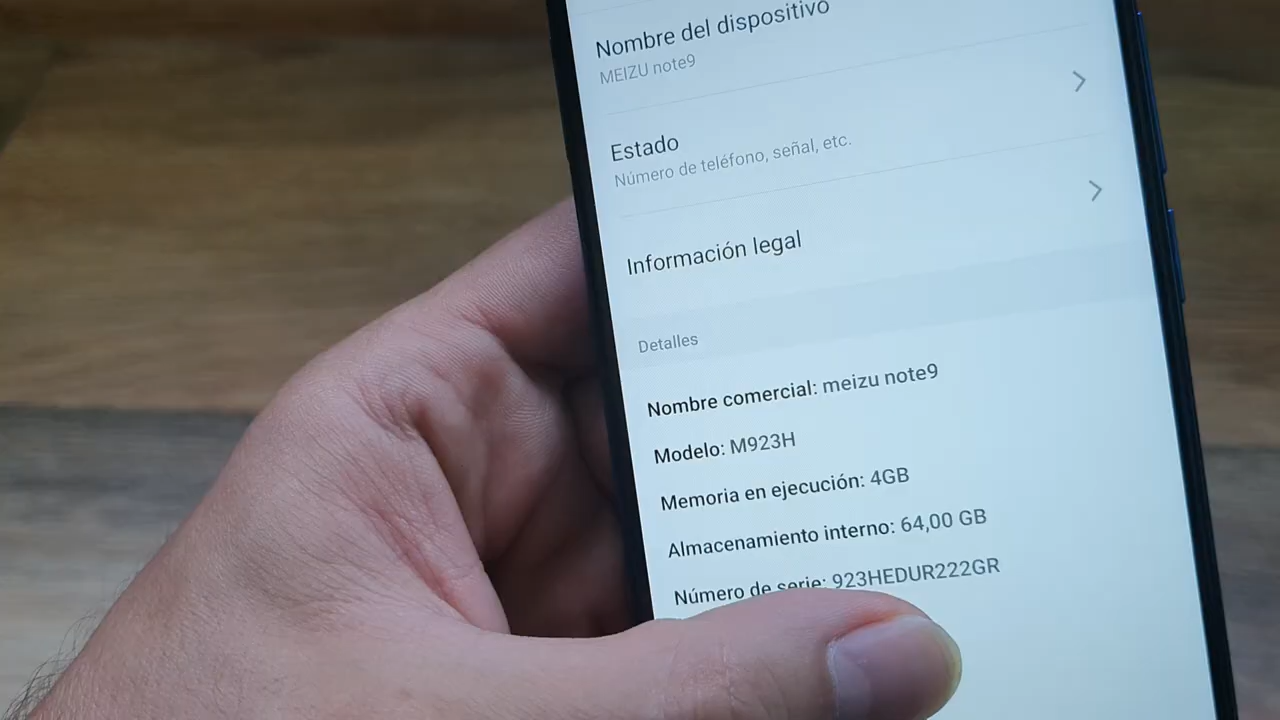 Nombre del dispositivo
MEIZU note9
Estado
Número de teléfono, señal, etc.
Información legal
Detalles
Nombre comercial: meizu note9
Modelo: M923H
Memoria en ejecución: 4GB
Almacenamiento interno: 64,00 GB
Número de serie: 923HEDUR222GR